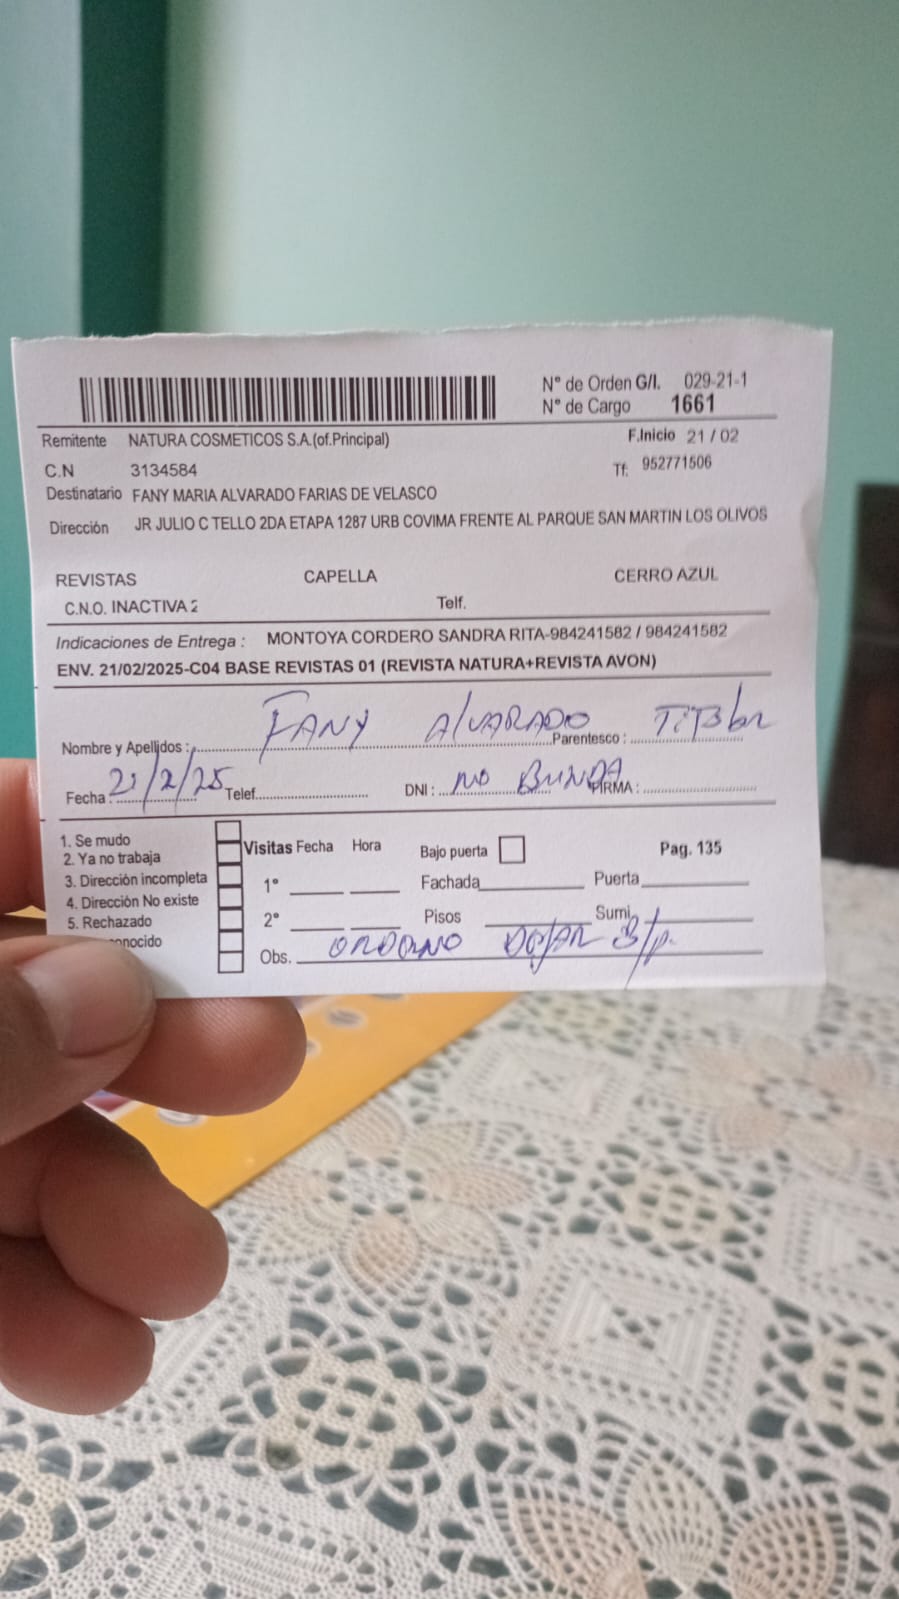 N° de Orden G/I. 029-21-1
N° de Cargo 1661
Remitente NATURA COSMETICOS S.A.(of.Principal) F.Inicio 21 / 02
C.N 3134584 Tf: 952771506
Destinatario FANY MARIA ALVARADO FARIAS DE VELASCO
Dirección JR JULIO C TELLO 2DA ETAPA 1287 URB COVIMA FRENTE AL PARQUE SAN MARTIN LOS OLIVOS
REVISTAS CAPELLA CERRO AZUL
C.N.O. INACTIVA 2 Telf.
Indicaciones de Entrega : MONTOYA CORDERO SANDRA RITA-984241582 / 984241582
ENV. 21/02/2025-C04 BASE REVISTAS 01 (REVISTA NATURA+REVISTA AVON)
Nombre y Apellidos : FANY ALVARADO Parentesco :
Fecha : 21/2/25 Telef. DNI : NO BRINDA FIRMA :
1. Se mudo
2. Ya no trabaja
3. Dirección incompleta
4. Dirección No existe
5. Rechazado
onocido
Visitas Fecha Hora Bajo puerta Pag. 135
1° Fachada Puerta
2° Pisos Sumi
Obs. DEJAR B/P.